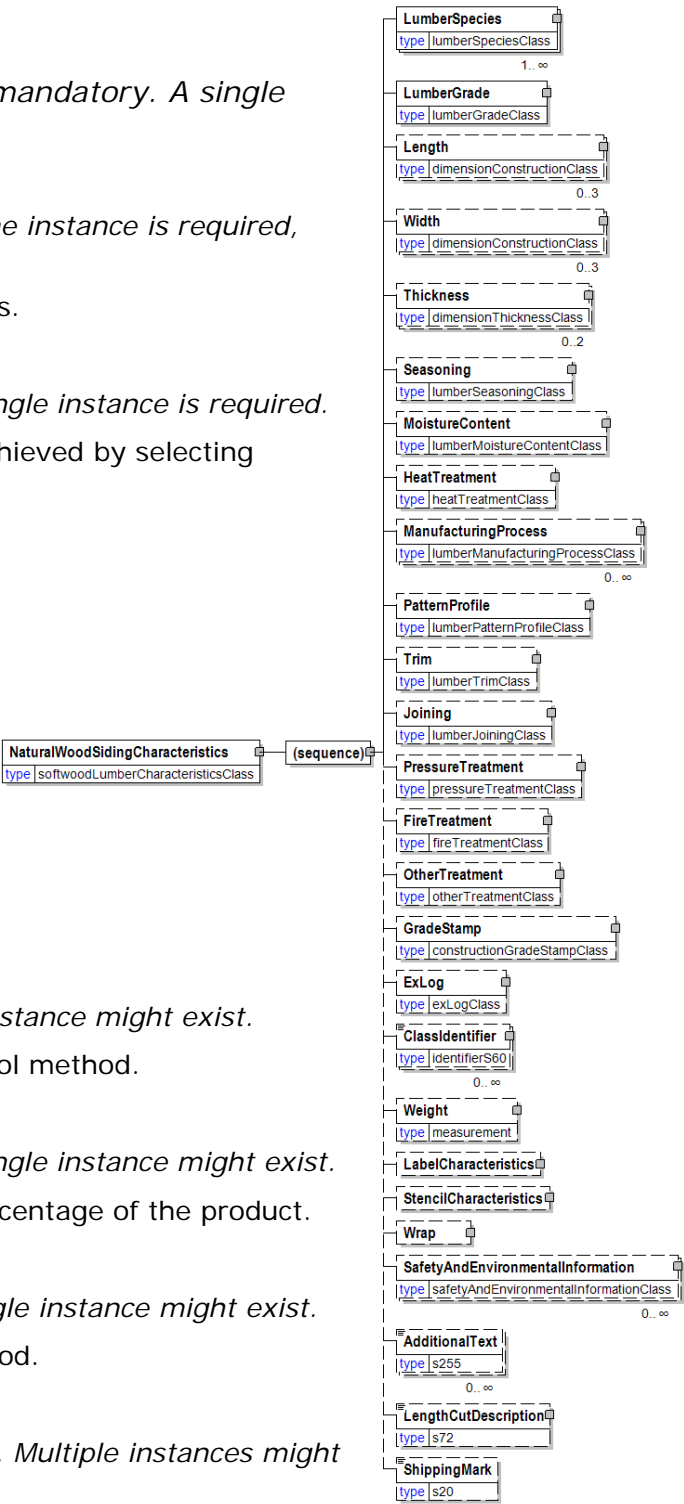 mandatory. A single
e instance is required,
s.
ngle instance is required.
hieved by selecting
stance might exist.
ol method.
ngle instance might exist.
centage of the product.
gle instance might exist.
od.
. Multiple instances might
NaturalWoodSidingCharacteristics
type softwoodLumberCharacteristicsClass
(sequence)
LumberSpecies
type lumberSpeciesClass
1.. ∞
LumberGrade
type lumberGradeClass
Length
type dimensionConstructionClass
0..3
Width
type dimensionConstructionClass
0..3
Thickness
type dimensionThicknessClass
0..2
Seasoning
type lumberSeasoningClass
MoistureContent
type lumberMoistureContentClass
HeatTreatment
type heatTreatmentClass
ManufacturingProcess
type lumberManufacturingProcessClass
0.. ∞
PatternProfile
type lumberPatternProfileClass
Trim
type lumberTrimClass
Joining
type lumberJoiningClass
PressureTreatment
type pressureTreatmentClass
FireTreatment
type fireTreatmentClass
OtherTreatment
type otherTreatmentClass
GradeStamp
type constructionGradeStampClass
ExLog
type exLogClass
ClassIdentifier
type identifierS60
0.. ∞
Weight
type measurement
LabelCharacteristics
StencilCharacteristics
Wrap
SafetyAndEnvironmentalInformation
type safetyAndEnvironmentalInformationClass
0.. ∞
AdditionalText
type s255
0.. ∞
LengthCutDescription
type s72
ShippingMark
type s20